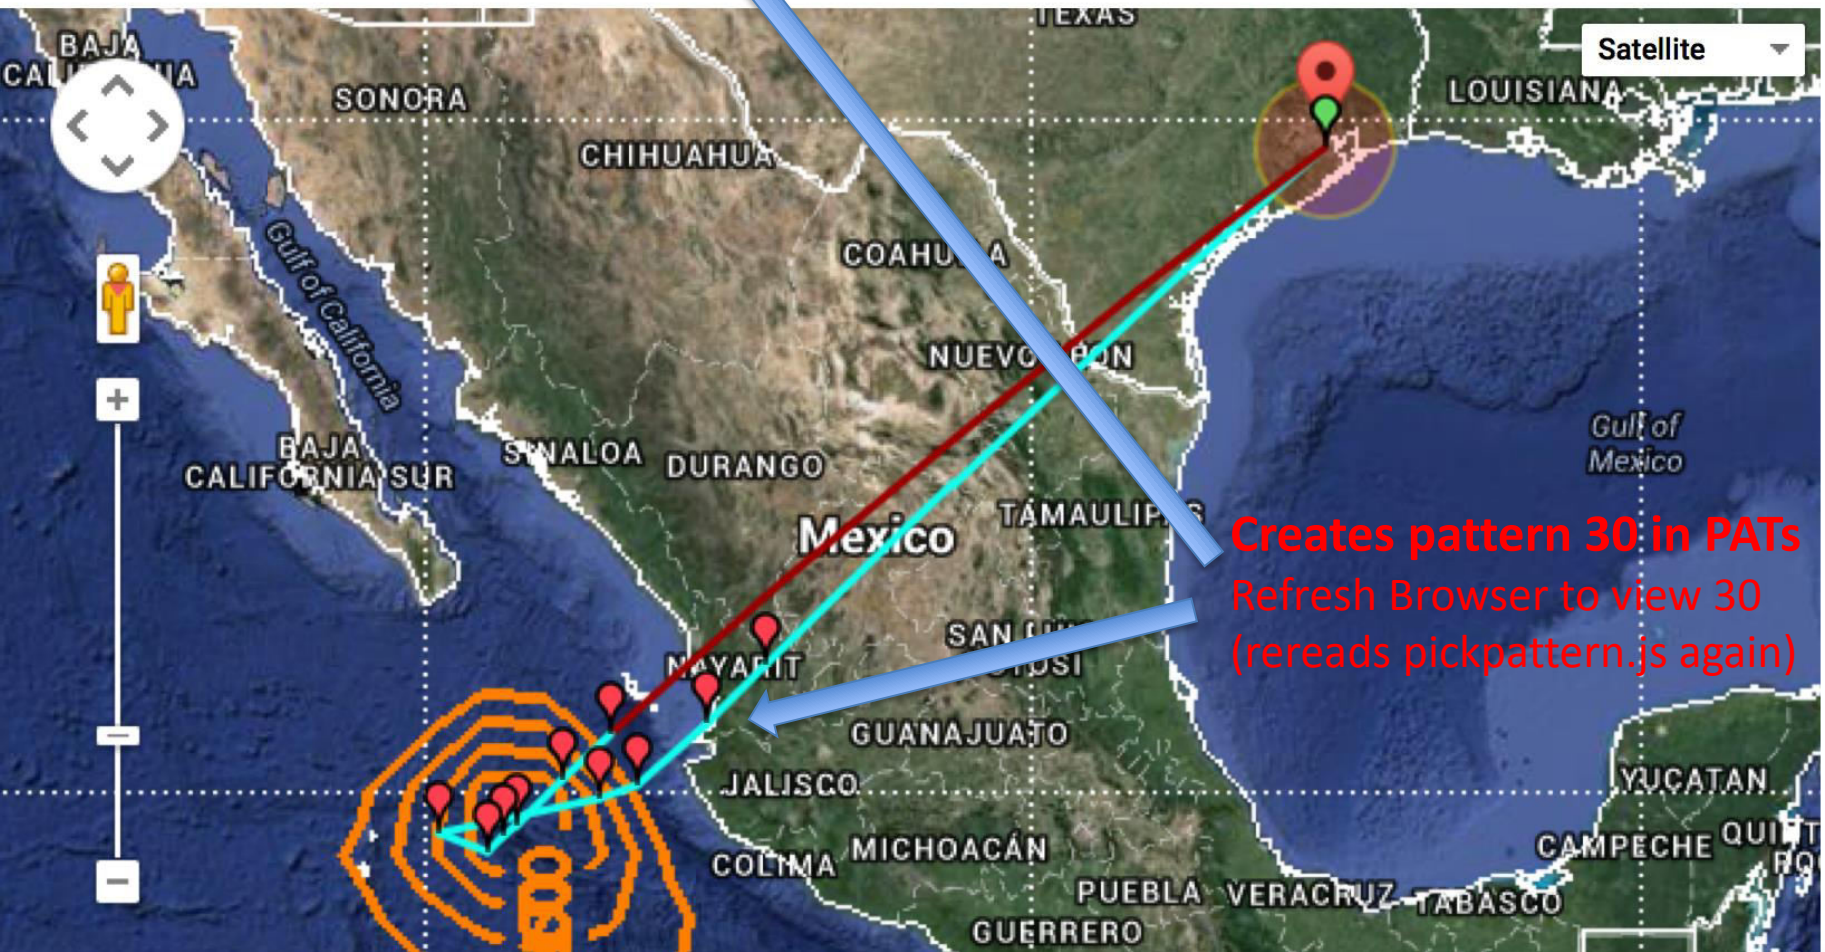 TEXAS
BAJA
CALIFORNIA
Satellite
LOUISIANA
SONORA
CHIHUAHUA
COAHUILA
Gulf of California
NUEVO LEON
Gulf of
Mexico
BAJA
CALIFORNIA SUR
SINALOA
DURANGO
TAMAULIPAS
Mexico
Creates pattern 30 in PATs
Refresh Browser to view 30
(rereads pickpattern.js again)
SAN LUIS
POTOSI
NAYARIT
GUANAJUATO
JALISCO
YUCATAN
COLIMA
MICHOACÁN
CAMPECHE
PUEBLA
VERACRUZ
TABASCO
GUERRERO